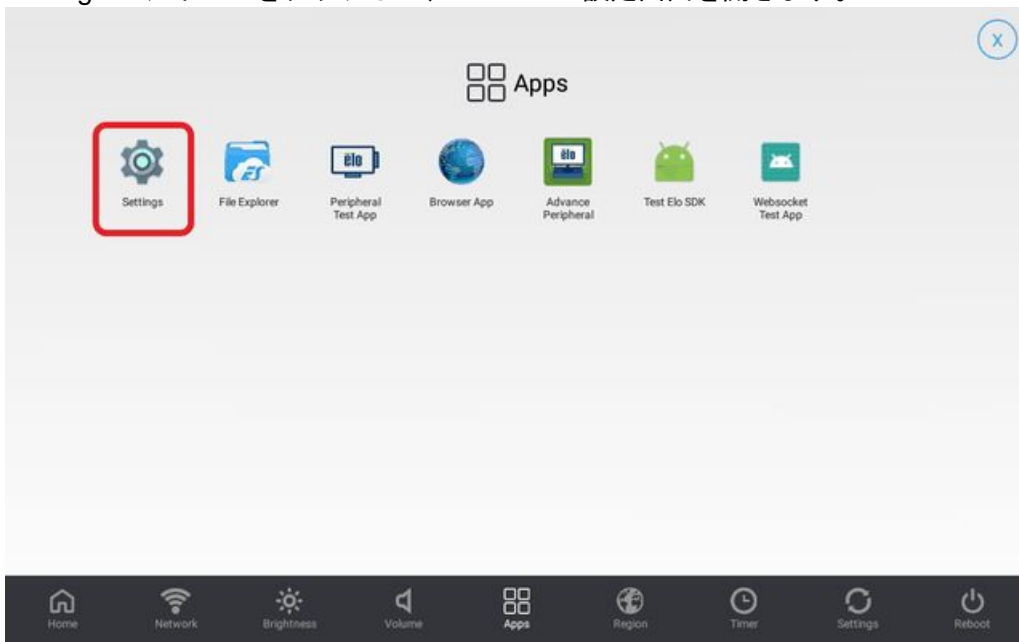 X
Apps
Settings
File Explorer
Peripheral
Test App
Browser App
Advance
Peripheral
Test Elo SDK
Websocket
Test App
Home
Network
Brightness
Volume
Apps
Region
Timer
Settings
Reboot